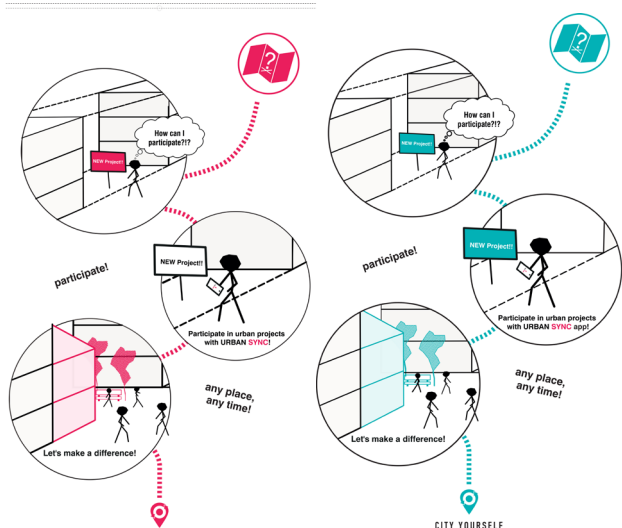 ?
How can I
participate?!?
NEW Project!!
NEW Project!!
participate!
Participate in urban projects
with URBAN SYNC!
any place,
any time!
Let's make a difference!
?
How can I
participate?!?
NEW Project!!
NEW Project!!
participate!
Participate in urban projects
with URBAN SYNC app!
any place,
any time!
Let's make a difference!
CITY YOURSELF